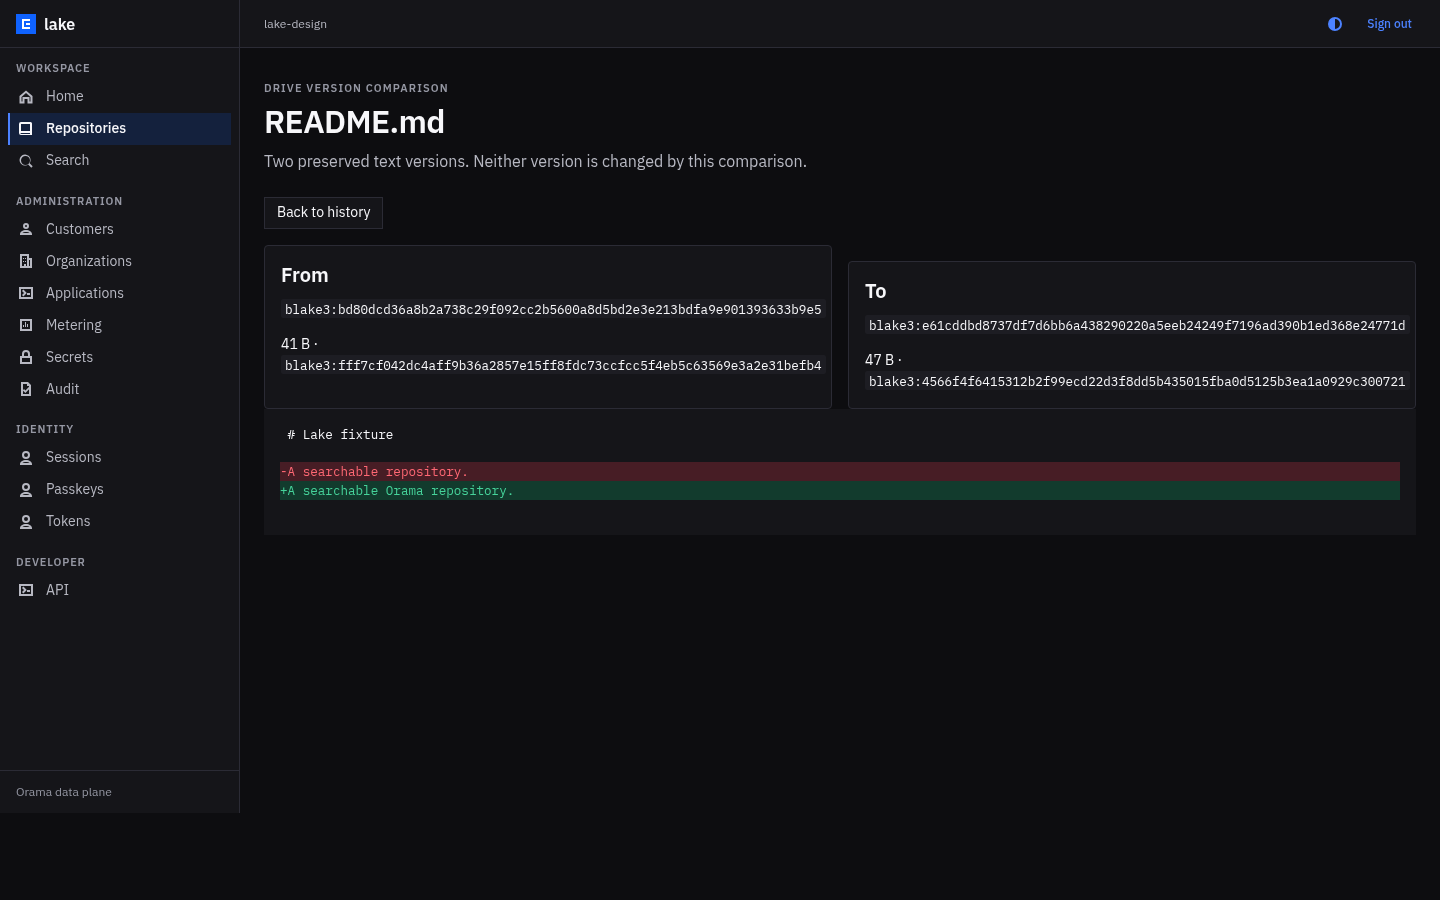 lake
lake-design
Sign out
WORKSPACE
Home
Repositories
Search
ADMINISTRATION
Customers
Organizations
Applications
Metering
Secrets
Audit
IDENTITY
Sessions
Passkeys
Tokens
DEVELOPER
API
Orama data plane
DRIVE VERSION COMPARISON
README.md
Two preserved text versions. Neither version is changed by this comparison.
Back to history
From
blake3:bd80dcd36a8b2a738c29f092cc2b5600a8d5bd2e3e213bdfa9e901393633b9e5
41 B ·
blake3:fff7cf042dc4aff9b36a2857e15ff8fdc73ccfcc5f4eb5c63569e3a2e31befb4
To
blake3:e61cddbd8737df7d6bb6a438290220a5eeb24249f7196ad390b1ed368e24771d
47 B ·
blake3:4566f4f6415312b2f99ecd22d3f8dd5b435015fba0d5125b3ea1a0929c300721
# Lake fixture
-A searchable repository.
+A searchable Orama repository.